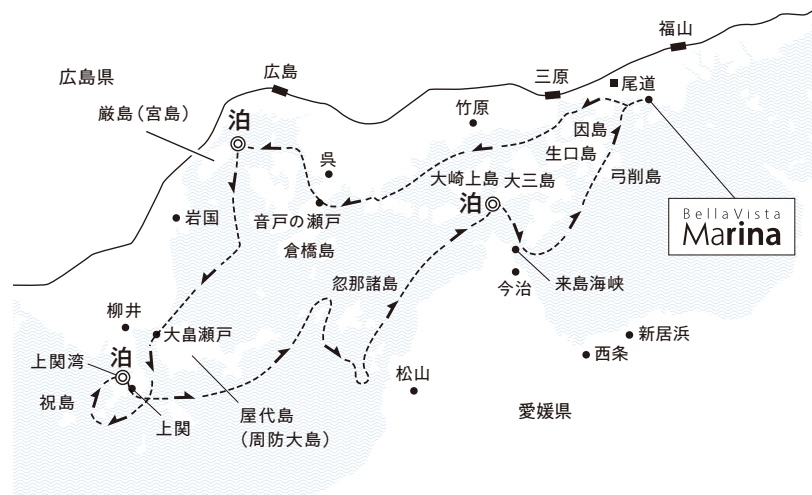 福山
広島県
広島
三原
尾道
厳島（宮島）
泊
竹原
因島
生口島
呉
弓削島
大崎上島
大三島
泊
BellaVista
Marina
岩国
音戸の瀬戸
倉橋島
忽那諸島
来島海峡
今治
柳井
大畠瀬戸
新居浜
西条
上関湾
泊
松山
祝島
上関
屋代島
（周防大島）
愛媛県